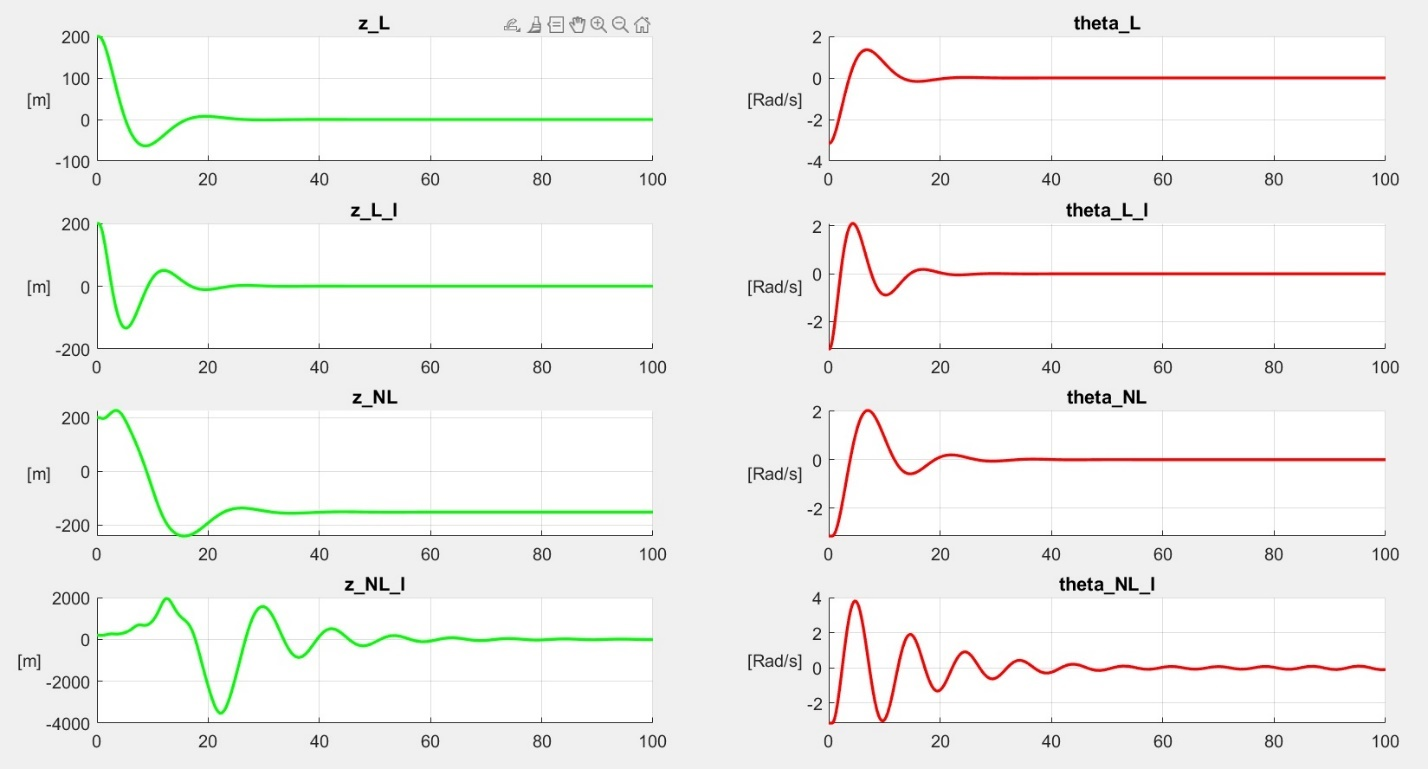 z_L
200
100
0
-100
[m]
0 20 40 60 80 100
theta_L
2
0
-2
-4
[Rad/s]
0 20 40 60 80 100
z_L_I
200
0
-200
[m]
0 20 40 60 80 100
theta_L_I
2
0
-2
[Rad/s]
0 20 40 60 80 100
z_NL
200
0
-200
[m]
0 20 40 60 80 100
theta_NL
2
0
-2
[Rad/s]
0 20 40 60 80 100
z_NL_I
2000
0
-2000
-4000
[m]
0 20 40 60 80 100
theta_NL_I
4
2
0
-2
[Rad/s]
0 20 40 60 80 100